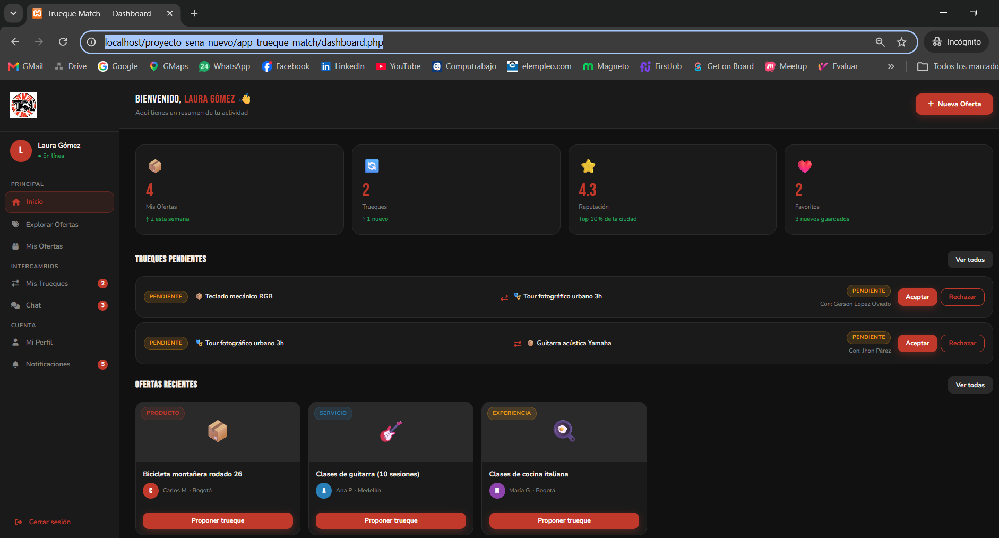 Trueque Match — Dashboard
localhost/proyecto_sena_nuevo/app_trueque_match/dashboard.php
Incógnito
GMail Drive Google GMaps WhatsApp Facebook LinkedIn YouTube Computrabajo elempleo.com Magneto FirstJob Get on Board Meetup Evaluar » Todos los marcado
24
TM
BIENVENIDO, LAURA GÓMEZ 👋
Aquí tienes un resumen de tu actividad
+ Nueva Oferta
L
Laura Gómez
● En línea
PRINCIPAL
Inicio
Explorar Ofertas
Mis Ofertas
INTERCAMBIOS
Mis Trueques 2
Chat 3
CUENTA
Mi Perfil
Notificaciones 5
Cerrar sesión
4
Mis Ofertas
↑ 2 esta semana
2
Trueques
↑ 1 nuevo
4.3
Reputación
Top 10% de la ciudad
2
Favoritos
3 nuevos guardados
TRUEQUES PENDIENTES
Ver todos
PENDIENTE 📦 Teclado mecánico RGB ⇄ 🎭 Tour fotográfico urbano 3h PENDIENTE
Con: Gerson Lopez Oviedo
Aceptar Rechazar
PENDIENTE 🎭 Tour fotográfico urbano 3h ⇄ 📦 Guitarra acústica Yamaha PENDIENTE
Con: Jhon Pérez
Aceptar Rechazar
OFERTAS RECIENTES
Ver todas
PRODUCTO
Bicicleta montañera rodado 26
C
Carlos M. · Bogotá
Proponer trueque
SERVICIO
Clases de guitarra (10 sesiones)
A
Ana P. · Medellín
Proponer trueque
EXPERIENCIA
Clases de cocina italiana
M
María G. · Bogotá
Proponer trueque